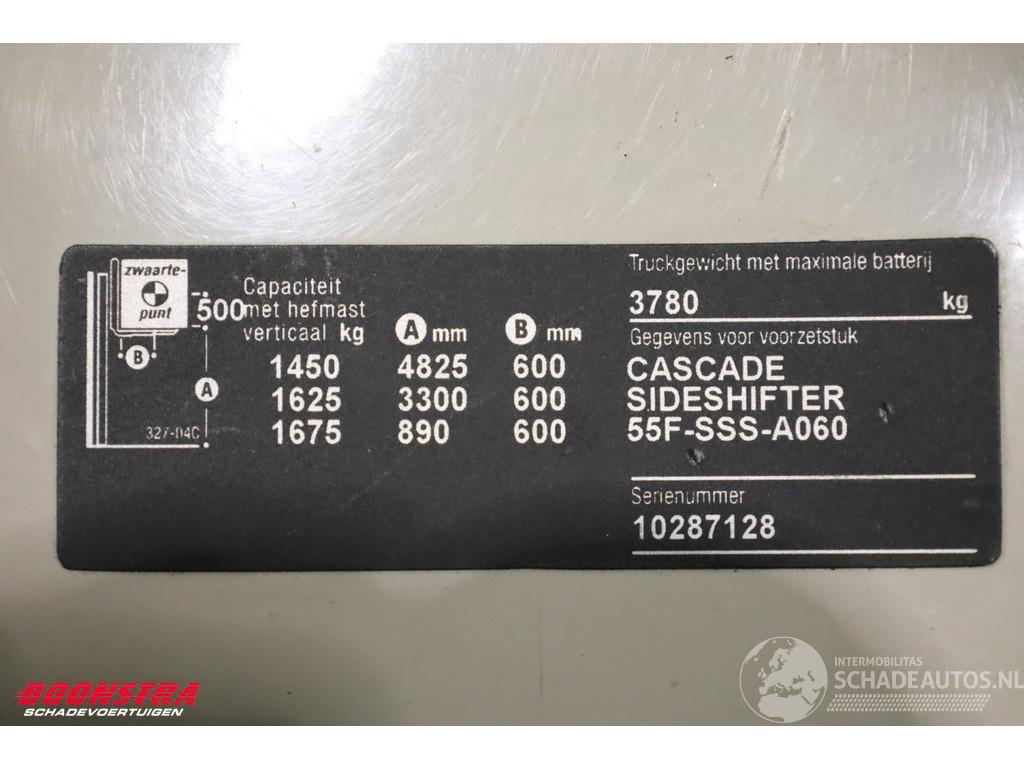 zwaarte-
punt
500
B
A
327-04C
Capaciteit
met hefmast
verticaal kg
A mm
B mm
1450 4825 600
1625 3300 600
1675 890 600
Truckgewicht met maximale batterij
3780 kg
Gegevens voor voorzetstuk
CASCADE
SIDESHIFTER
55F-SSS-A060
Serienummer
10287128
BOONSTRA
SCHADEVOERTUIGEN
INTERMOBILITAS
SCHADEAUTOS.NL